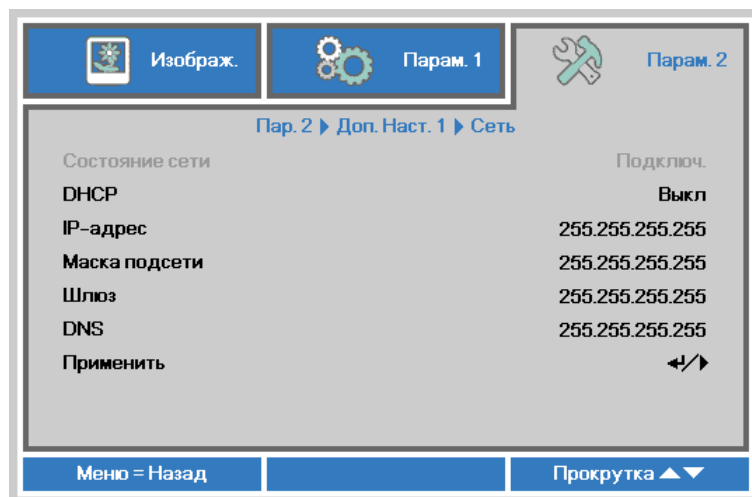 Изображ. Парам. 1 Парам. 2
Пар. 2 ▶ Доп. Наст. 1 ▶ Сеть
Состояние сети Подключ.
DHCP Выкл
IP-адрес 255.255.255.255
Маска подсети 255.255.255.255
Шлюз 255.255.255.255
DNS 255.255.255.255
Применить ↵/▶
Меню = Назад Прокрутка ▲▼